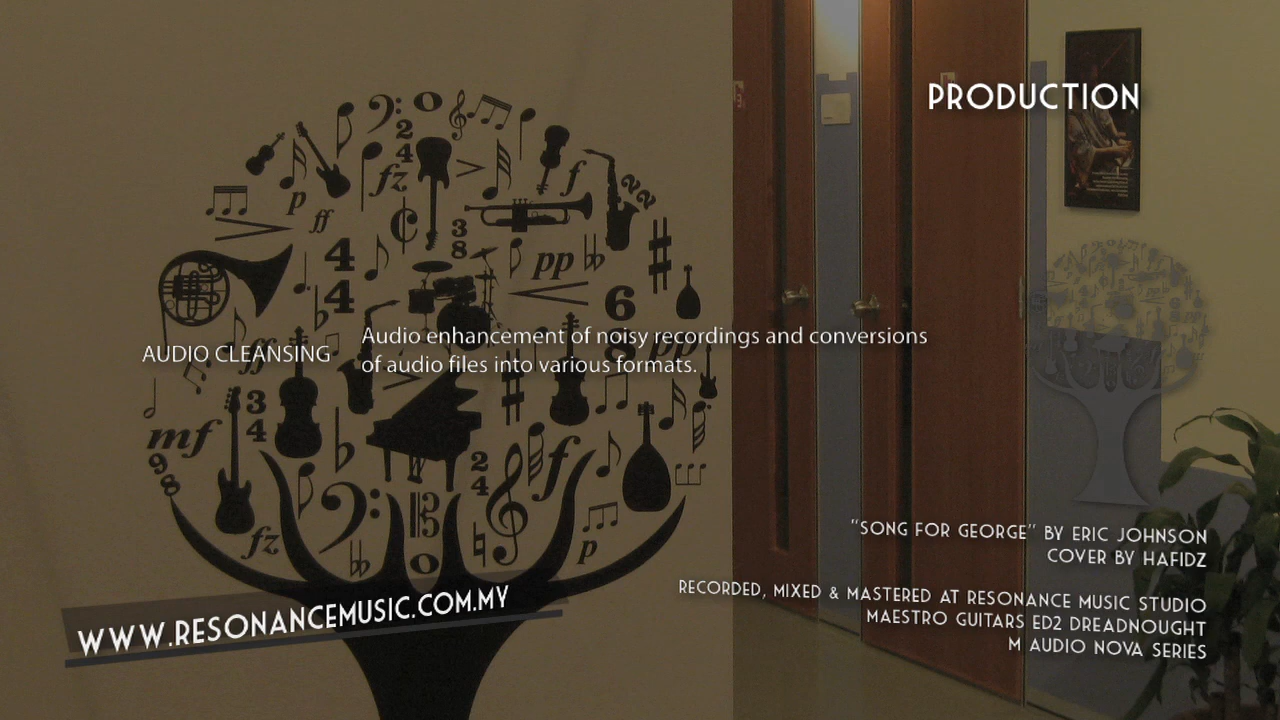 PRODUCTION
AUDIO CLEANSING
Audio enhancement of noisy recordings and conversions
of audio files into various formats.
"SONG FOR GEORGE" BY ERIC JOHNSON
COVER BY HAFIDZ
RECORDED, MIXED & MASTERED AT RESONANCE MUSIC STUDIO
MAESTRO GUITARS ED2 DREADNOUGHT
M AUDIO NOVA SERIES
WWW.RESONANCEMUSIC.COM.MY